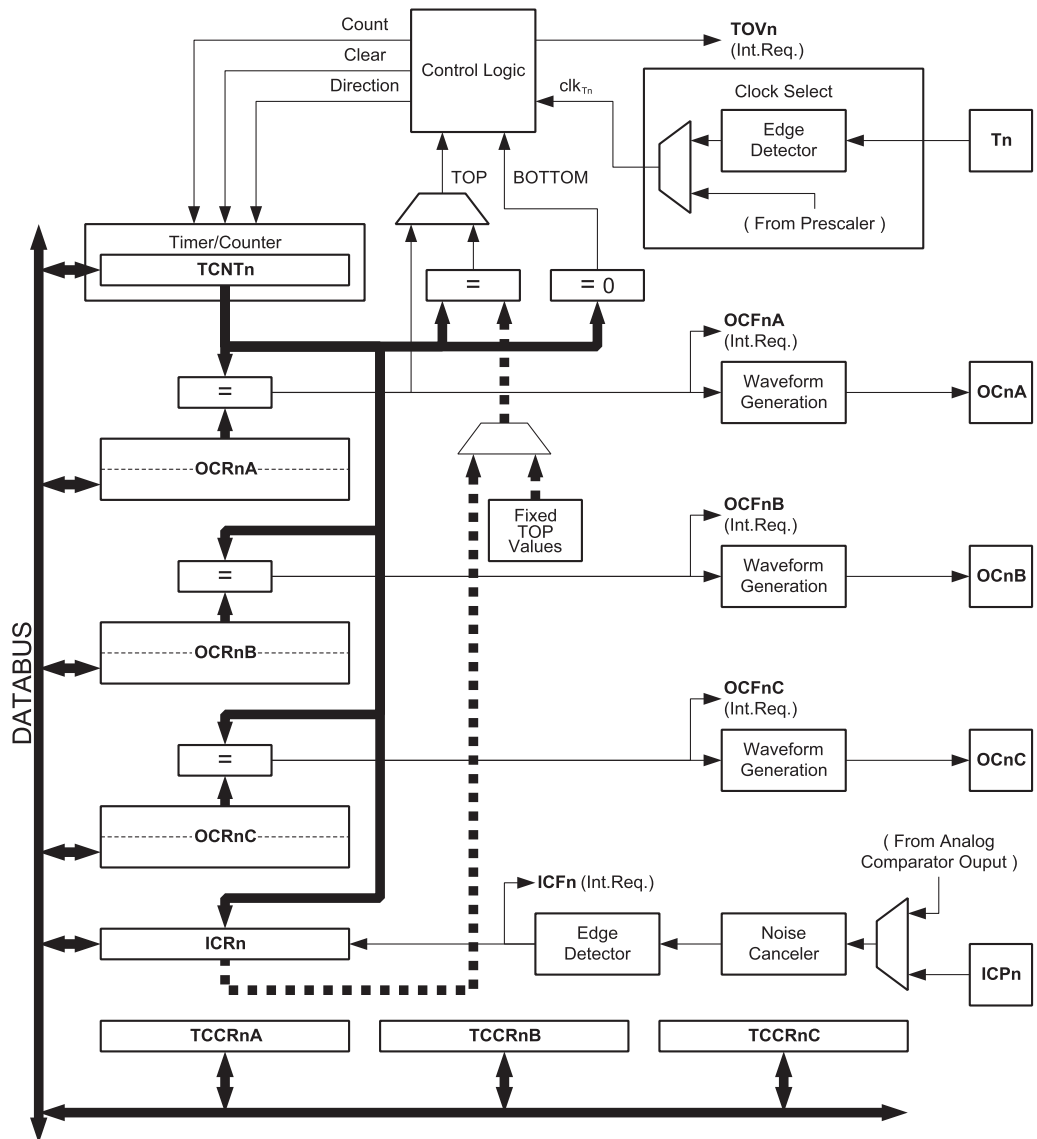 Count
Clear
Direction
Control Logic
TOVn
(Int.Req.)
clkTn
Clock Select
Edge
Detector
Tn
( From Prescaler )
TOP
BOTTOM
Timer/Counter
TCNTn
=
= 0
OCFnA
(Int.Req.)
=
Waveform
Generation
OCnA
OCRnA
Fixed
TOP
Values
OCFnB
(Int.Req.)
=
Waveform
Generation
OCnB
OCRnB
DATABUS
OCFnC
(Int.Req.)
=
Waveform
Generation
OCnC
OCRnC
( From Analog
Comparator Ouput )
ICFn (Int.Req.)
ICRn
Edge
Detector
Noise
Canceler
ICPn
TCCRnA
TCCRnB
TCCRnC